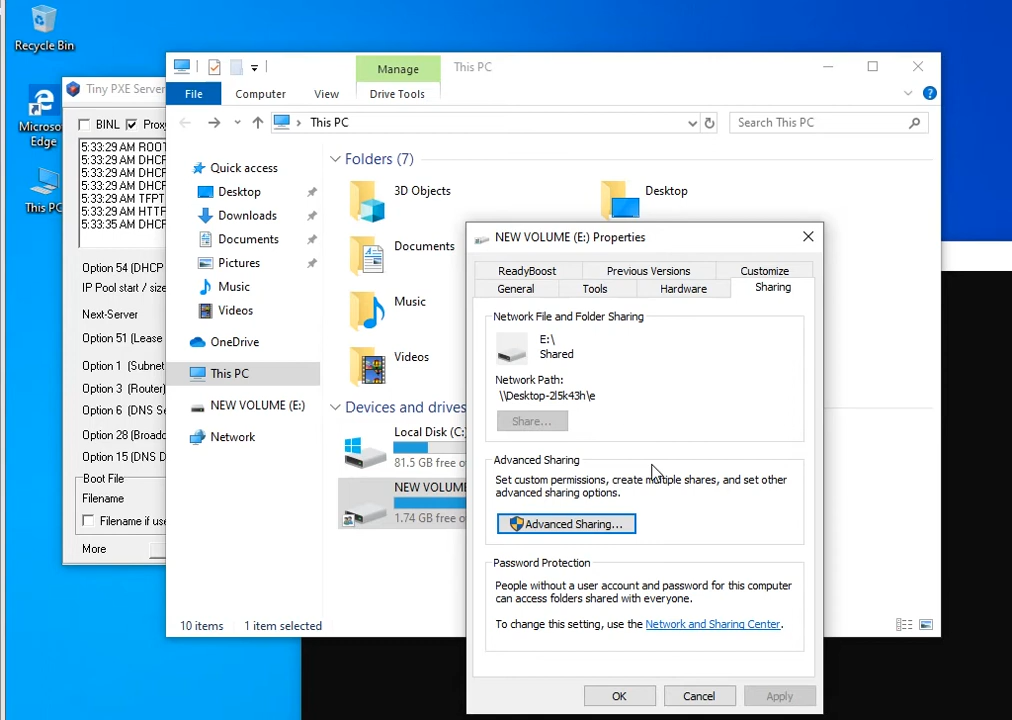 Recycle Bin
Microso
Edge
This PC
Tiny PXE Server
BINL
Proxy
5:33:29 AM ROOT
5:33:29 AM DHCP
5:33:29 AM DHCP
5:33:29 AM DHCP
5:33:29 AM TFPT
5:33:29 AM HTTF
5:33:35 AM DHCF
Option 54 (DHCP
IP Pool start / size
Next-Server
Option 51 (Lease
Option 1 (Subnet
Option 3 (Router)
Option 6 (DNS Se
Option 28 (Broadc
Option 15 (DNS D
Boot File
Filename
Filename if use
More
Manage
This PC
File
Computer
View
Drive Tools
This PC
Search This PC
Quick access
Desktop
Downloads
Documents
Pictures
Music
Videos
OneDrive
This PC
NEW VOLUME (E:)
Network
Folders (7)
3D Objects
Desktop
Documents
Music
Videos
Devices and drives
Local Disk (C:
81.5 GB free o
NEW VOLUME
1.74 GB free o
10 items
1 item selected
NEW VOLUME (E:) Properties
ReadyBoost
Previous Versions
Customize
General
Tools
Hardware
Sharing
Network File and Folder Sharing
E:\
Shared
Network Path:
\\Desktop-2l5k43h\e
Share...
Advanced Sharing
Set custom permissions, create multiple shares, and set other
advanced sharing options.
Advanced Sharing...
Password Protection
People without a user account and password for this computer
can access folders shared with everyone.
To change this setting, use the Network and Sharing Center.
OK
Cancel
Apply